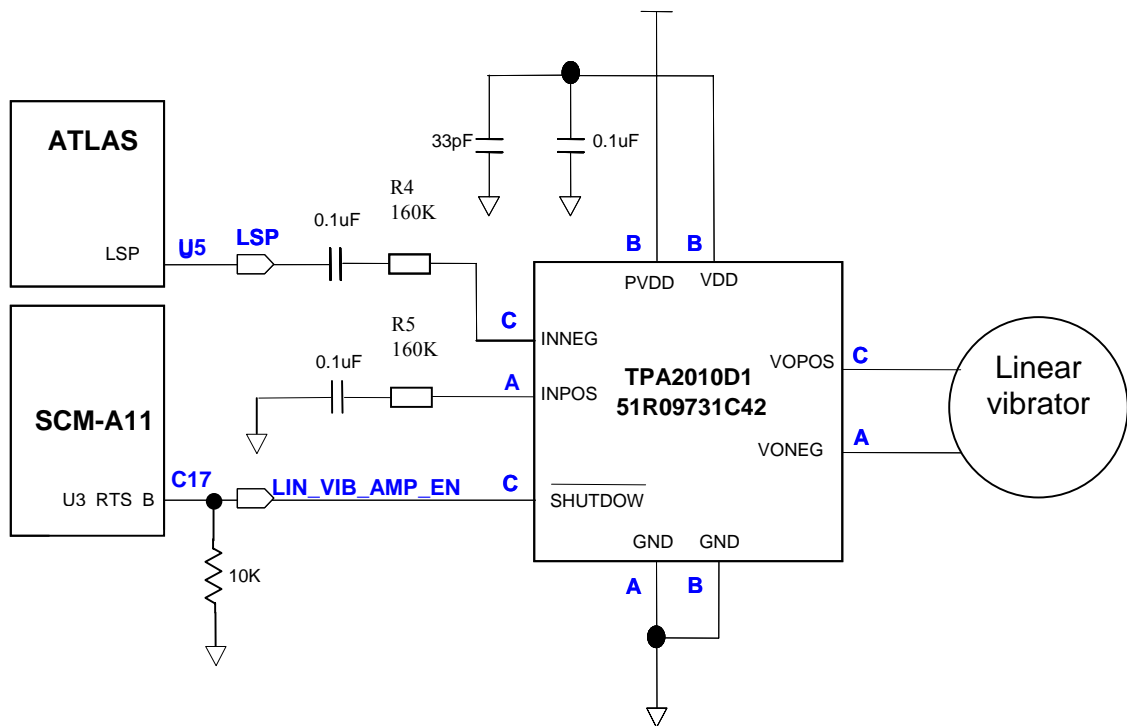 ATLAS
LSP
U5
LSP
0.1uF
R4
160K
33pF
0.1uF
B
B
PVDD
VDD
SCM-A11
U3 RTS B
C17
LIN_VIB_AMP_EN
10K
0.1uF
R5
160K
C
INNEG
A
INPOS
C
SHUTDOW
TPA2010D1
51R09731C42
VOPOS
C
VONEG
A
GND
GND
A
B
Linear
vibrator